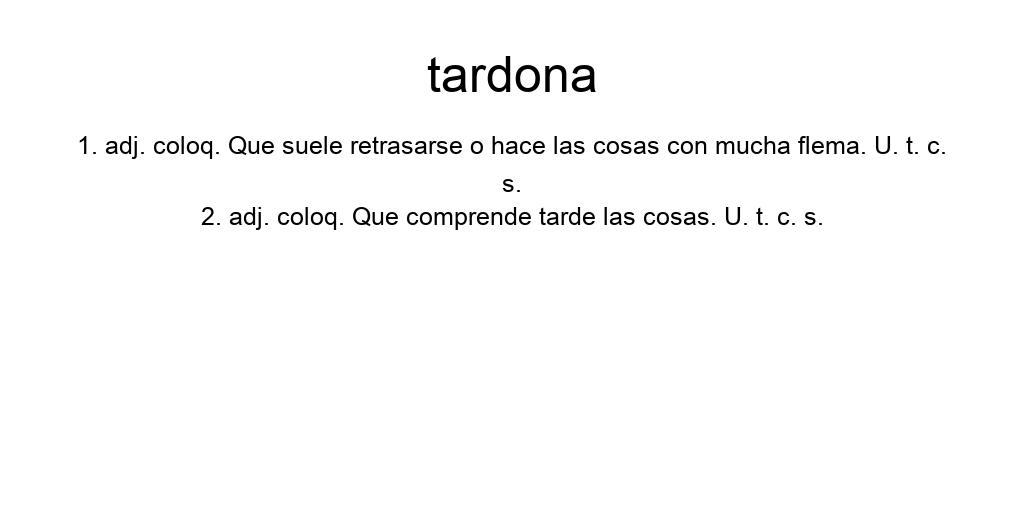 tardona
1. adj. coloq. Que suele retrasarse o hace las cosas con mucha flema. U. t. c.
s.
2. adj. coloq. Que comprende tarde las cosas. U. t. c. s.